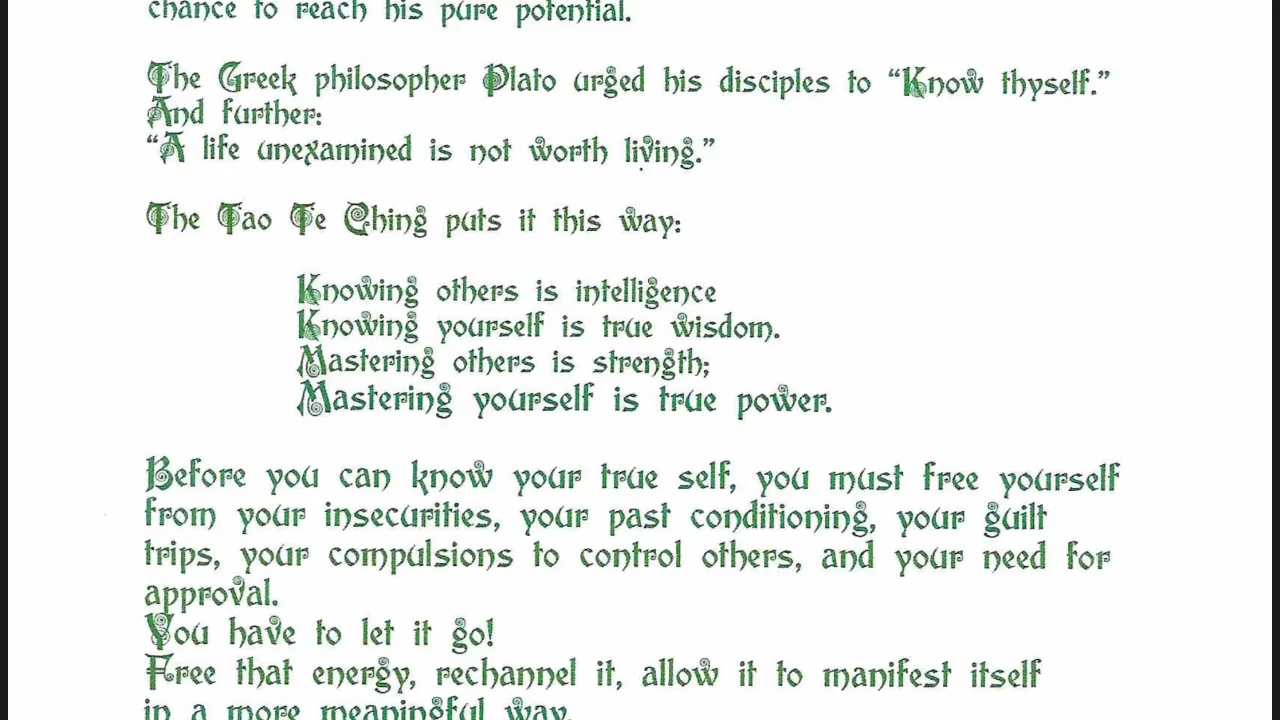 chance to reach his pure potential.
The Greek philosopher Plato urged his disciples to “Know thyself.”
And further:
“A life unexamined is not worth living.”
The Tao Te Ching puts it this way:
Knowing others is intelligence
Knowing yourself is true wisdom.
Mastering others is strength;
Mastering yourself is true power.
Before you can know your true self, you must free yourself
from your insecurities, your past conditioning, your guilt
trips, your compulsions to control others, and your need for
approval.
You have to let it go!
Free that energy, rechannel it, allow it to manifest itself
in a more meaningful way.